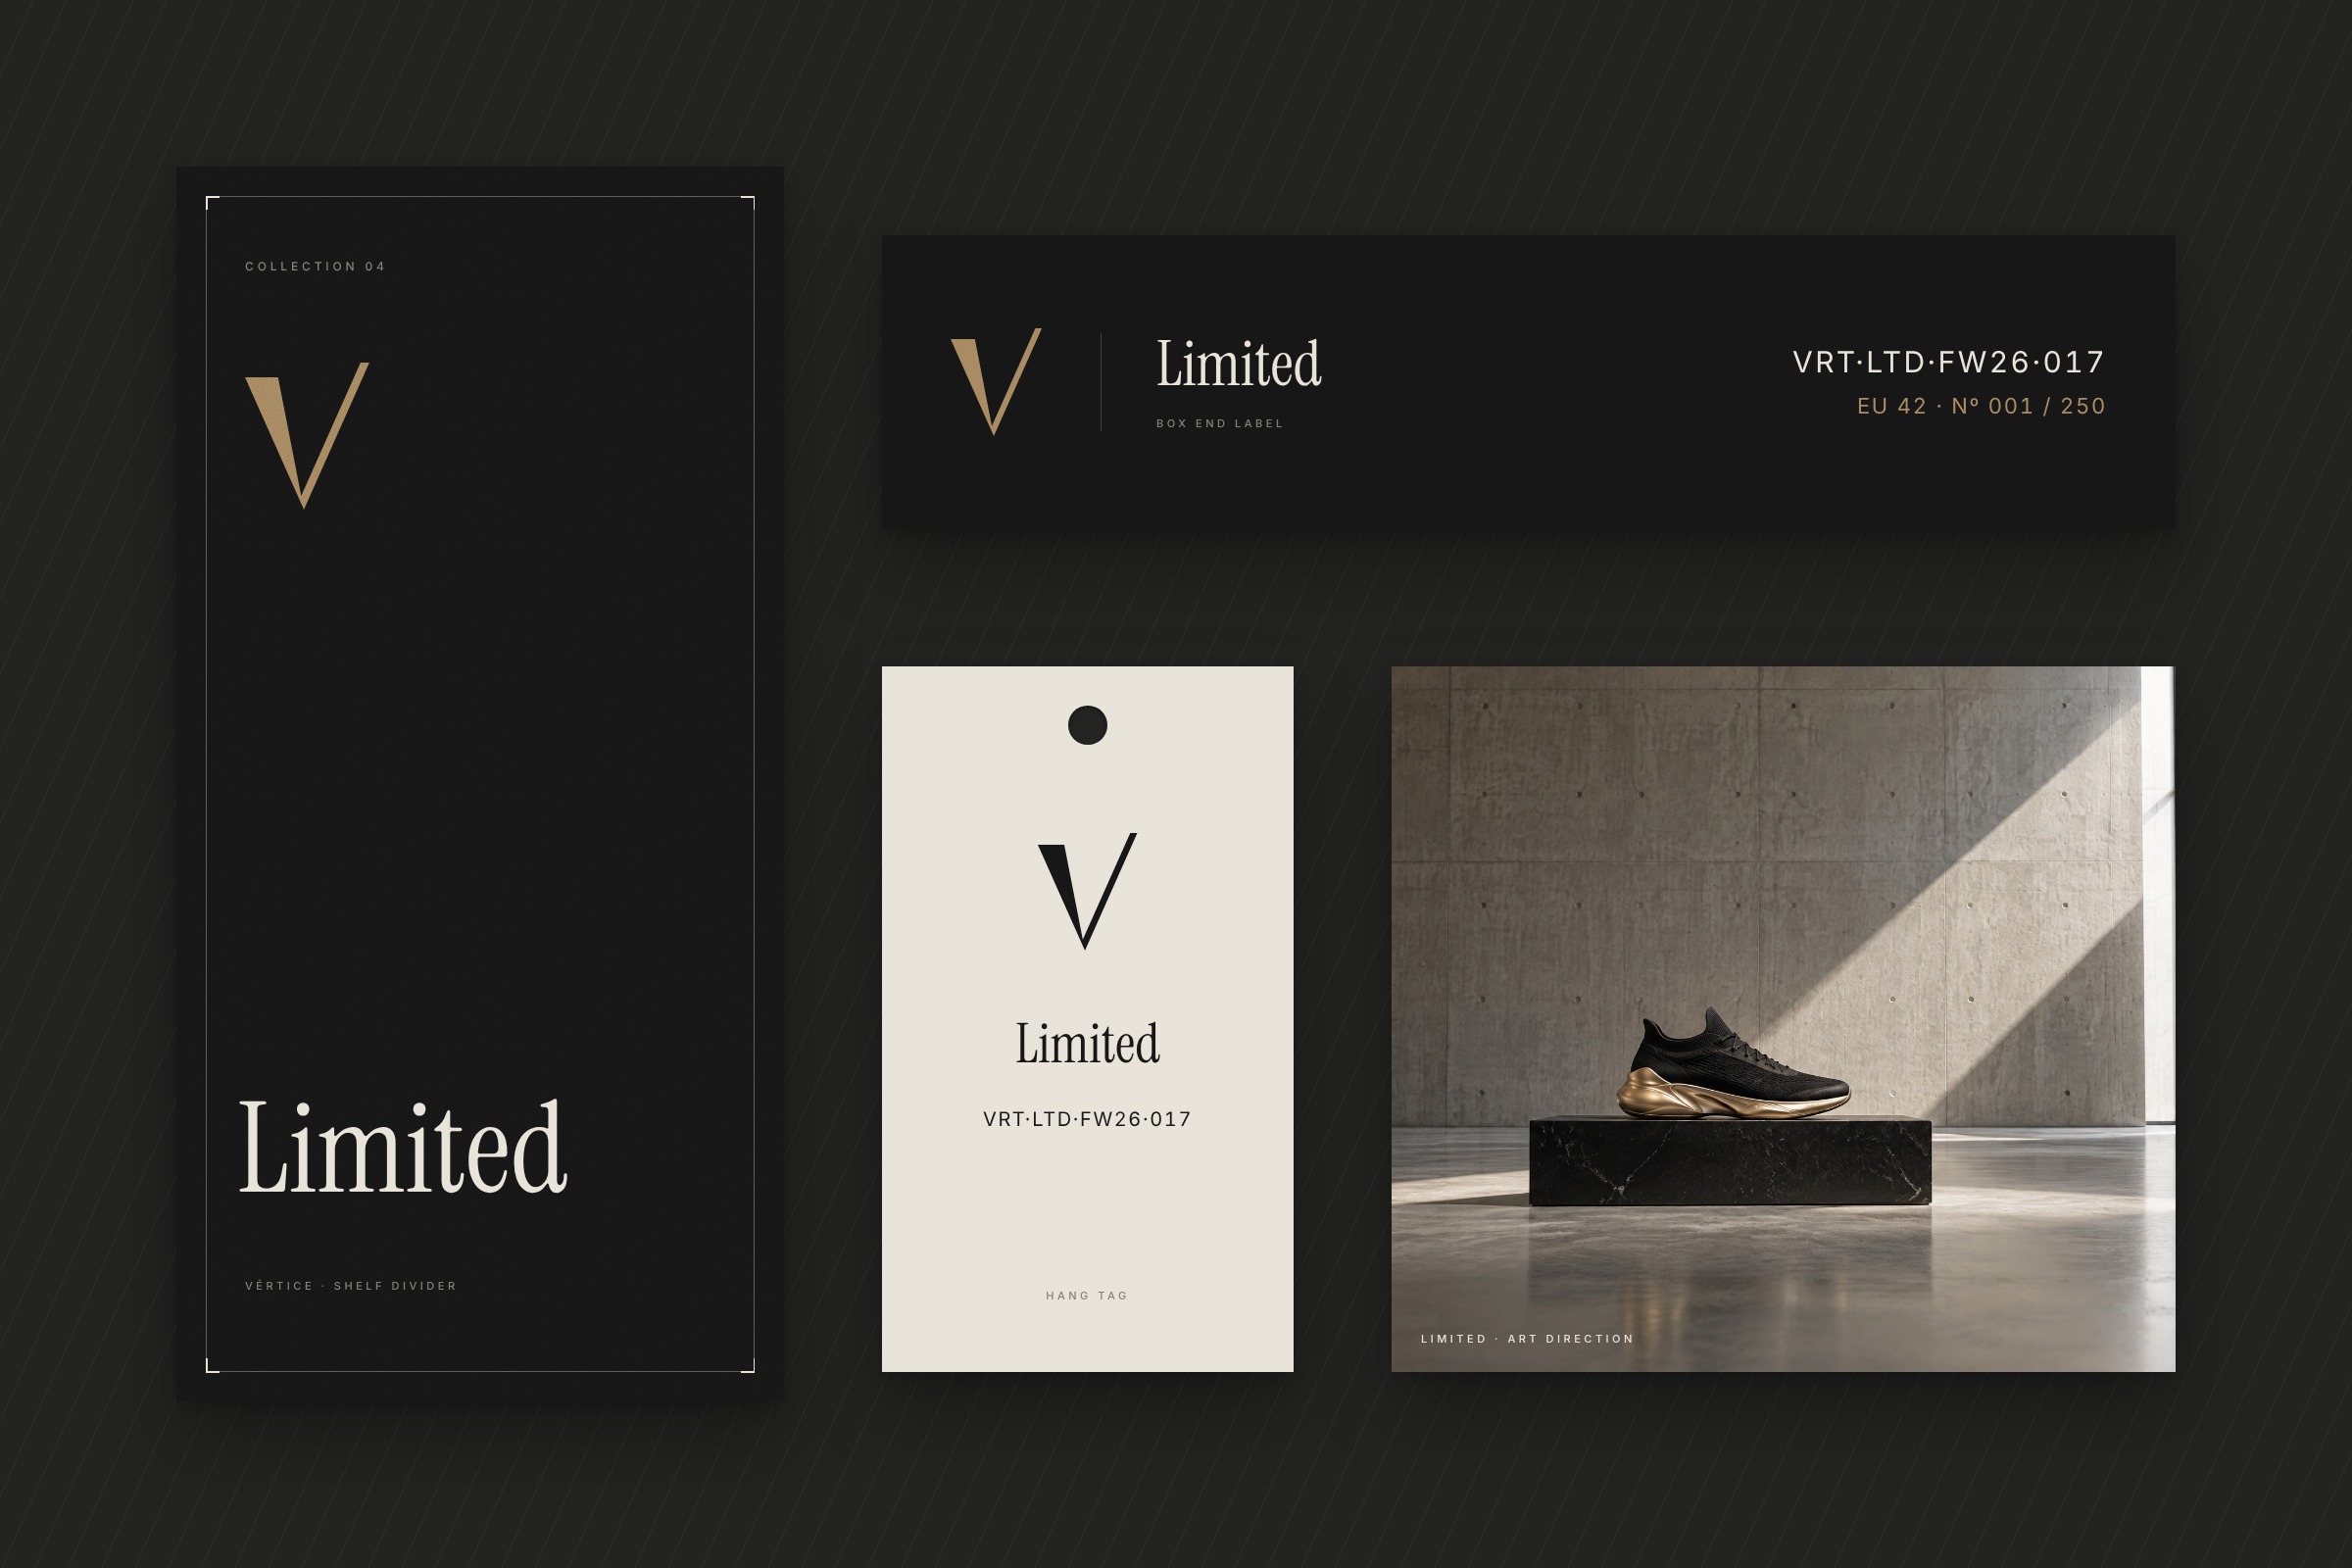 COLLECTION 04
V
Limited
VÉRTICE · SHELF DIVIDER
V
Limited
BOX END LABEL
VRT·LTD·FW26·017
EU 42 · Nº 001 / 250
V
Limited
VRT·LTD·FW26·017
HANG TAG
LIMITED · ART DIRECTION